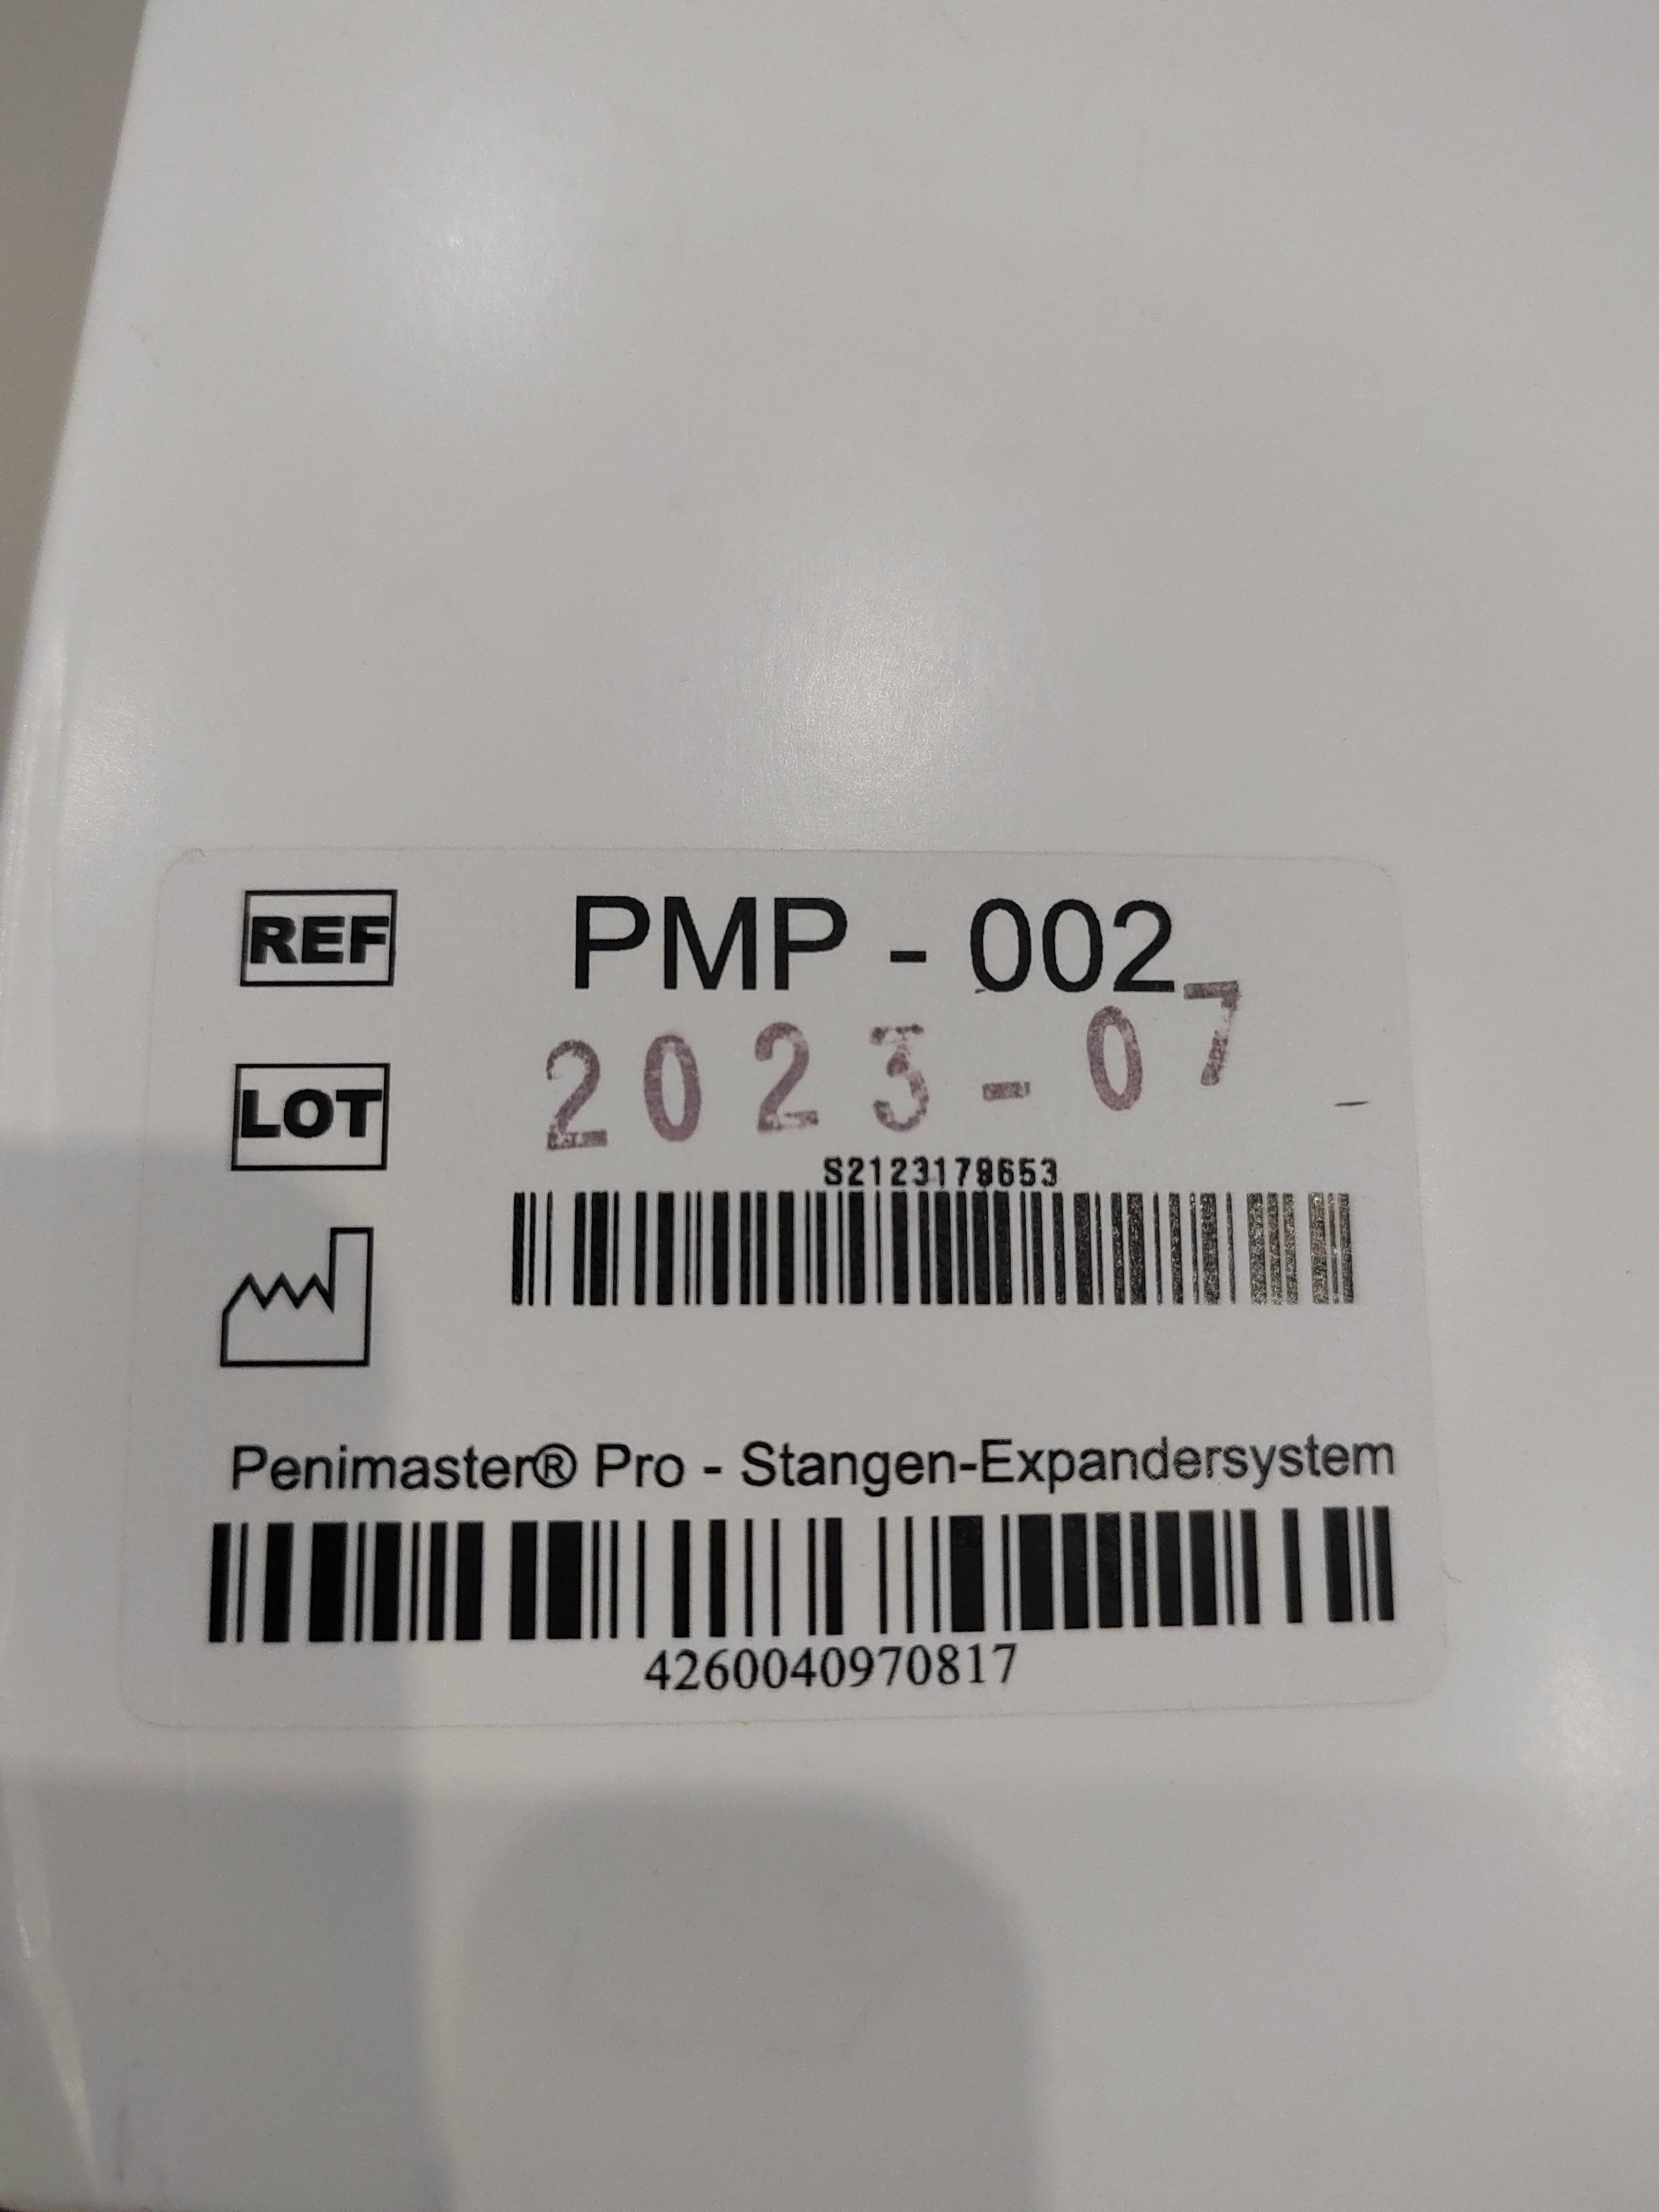 REF PMP - 002
LOT 2023-07
S2123178653
Penimaster® Pro - Stangen-Expandersystem
4260040970817